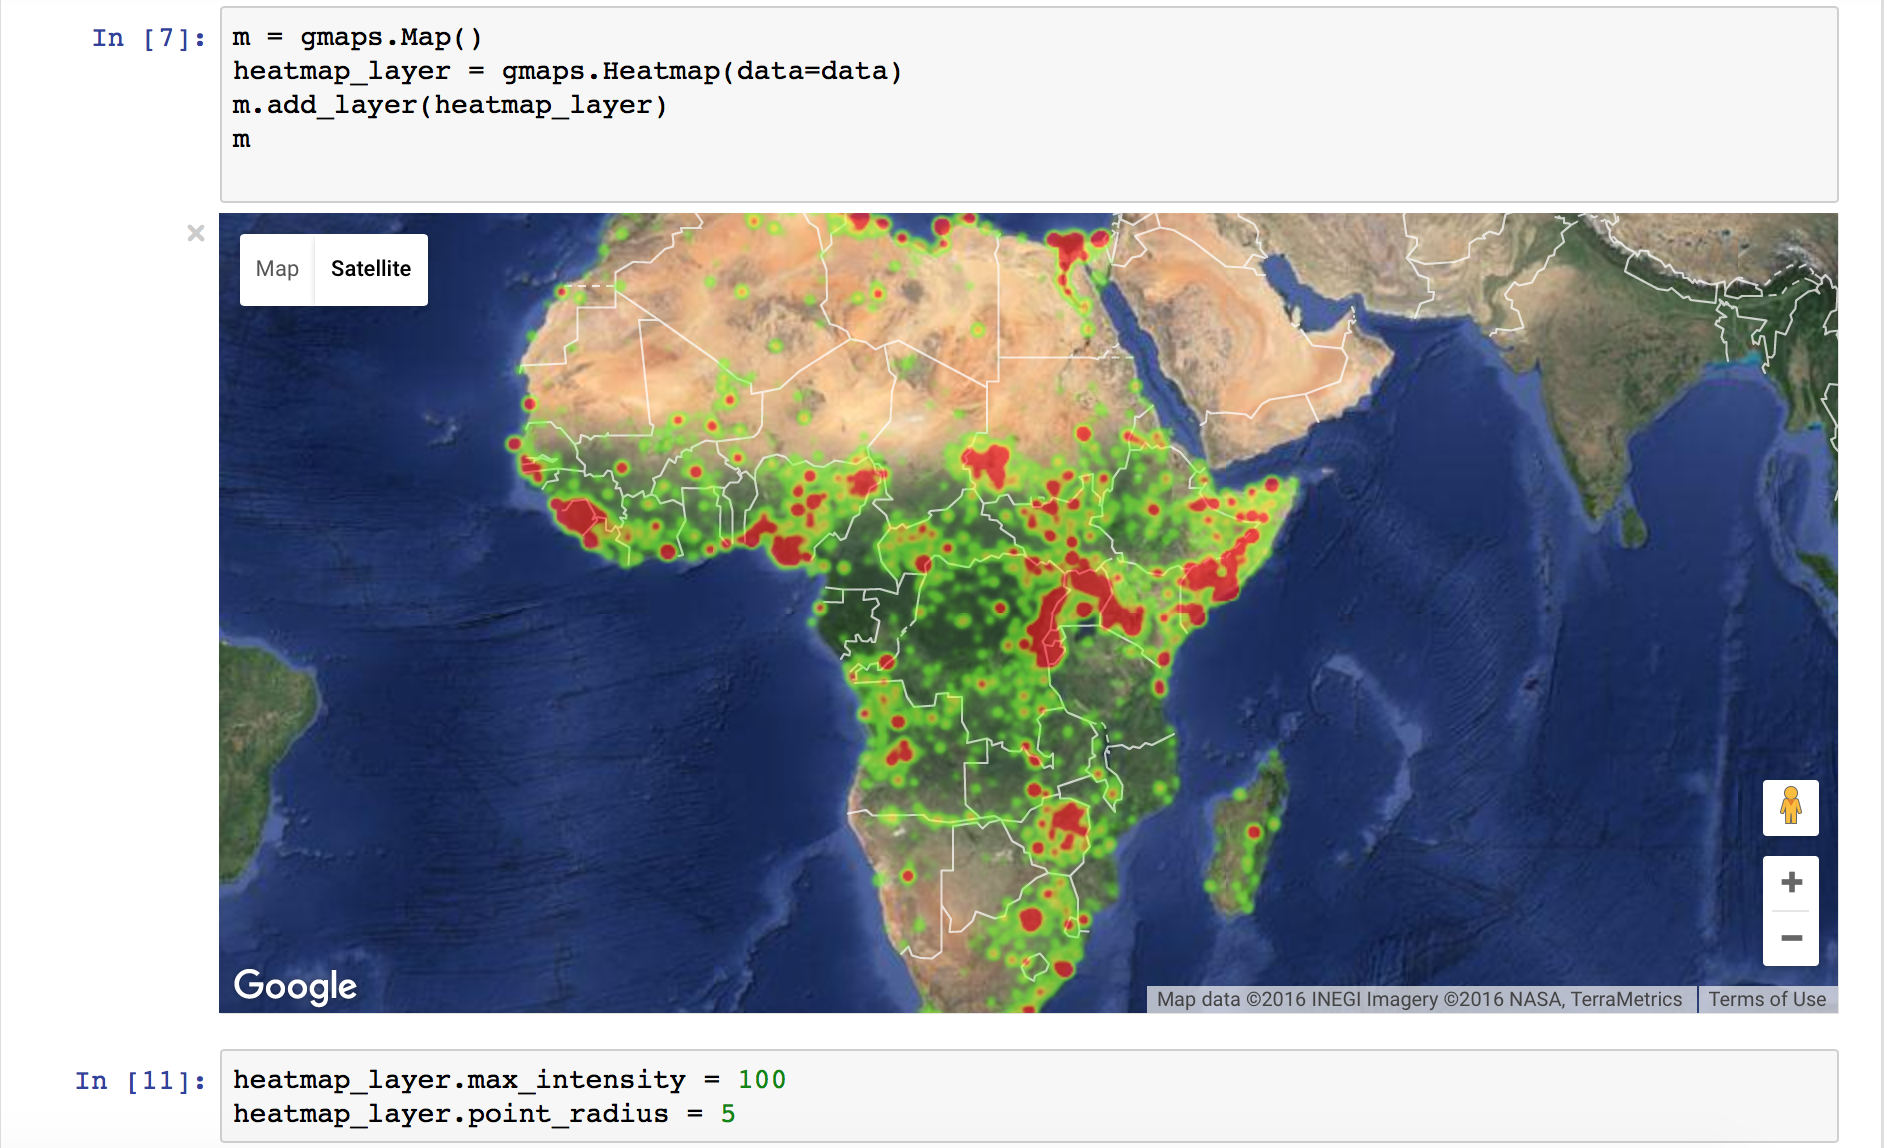 In [7]:
m = gmaps.Map()
heatmap_layer = gmaps.Heatmap(data=data)
m.add_layer(heatmap_layer)
m
Map Satellite
Google
Map data ©2016 INEGI Imagery ©2016 NASA, TerraMetrics Terms of Use
In [11]:
heatmap_layer.max_intensity = 100
heatmap_layer.point_radius = 5